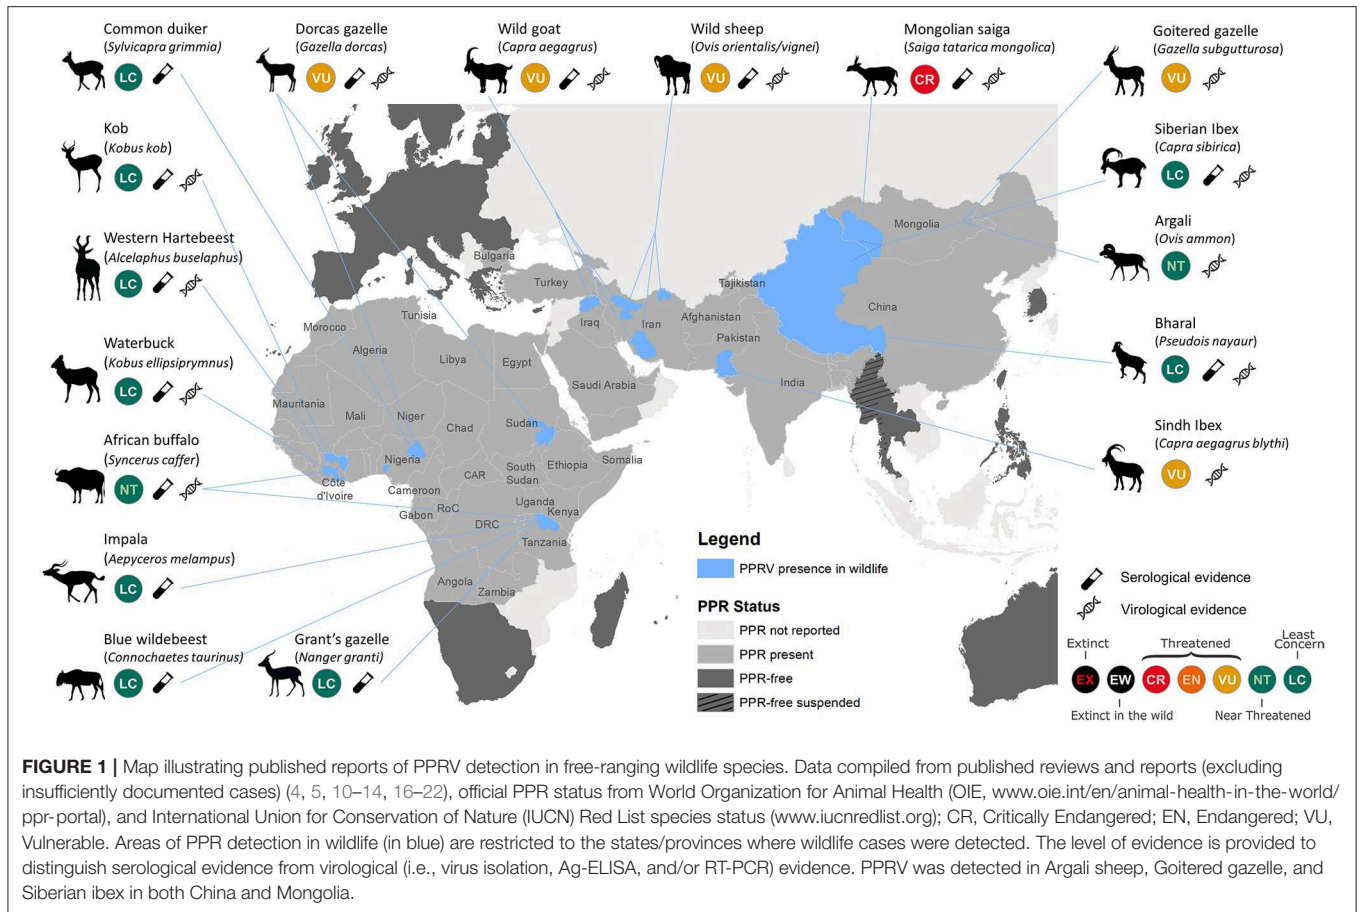 Common duiker
(Sylvicapra grimmia)
LC
Dorcas gazelle
(Gazella dorcas)
VU
Wild goat
(Capra aegagrus)
VU
Wild sheep
(Ovis orientalis/vignei)
VU
Mongolian saiga
(Saiga tatarica mongolica)
CR
Goitered gazelle
(Gazella subgutturosa)
VU
Kob
(Kobus kob)
LC
Siberian Ibex
(Capra sibirica)
LC
Western Hartebeest
(Alcelaphus buselaphus)
LC
Argali
(Ovis ammon)
NT
Waterbuck
(Kobus ellipsiprymnus)
LC
Bharal
(Pseudois nayaur)
LC
African buffalo
(Syncerus caffer)
NT
Sindh Ibex
(Capra aegagrus blythi)
VU
Impala
(Aepyceros melampus)
LC
Blue wildebeest
(Connochaetes taurinus)
LC
Grant's gazelle
(Nanger granti)
LC
Mongolia
Bulgaria
Turkey
Tajikistan
China
Tunisia
Morocco
Iraq
Iran
Afghanistan
Pakistan
Algeria
Libya
Egypt
Saudi Arabia
India
Mauritania
Mali
Niger
Chad
Sudan
Nigeria
CAR
South
Sudan
Ethiopia
Somalia
Côte
d'Ivoire
Cameroon
Uganda
Kenya
Gabon
RoC
DRC
Tanzania
Angola
Zambia
Legend
PPRV presence in wildlife
PPR Status
PPR not reported
PPR present
PPR-free
PPR-free suspended
Serological evidence
Virological evidence
Extinct
Threatened
Least
Concern
EX
EW
CR
EN
VU
NT
LC
Extinct in the wild
Near Threatened
FIGURE 1 | Map illustrating published reports of PPRV detection in free-ranging wildlife species. Data compiled from published reviews and reports (excluding
insufficiently documented cases) (4, 5, 10–14, 16–22), official PPR status from World Organization for Animal Health (OIE, www.oie.int/en/animal-health-in-the-world/
ppr-portal), and International Union for Conservation of Nature (IUCN) Red List species status (www.iucnredlist.org); CR, Critically Endangered; EN, Endangered; VU,
Vulnerable. Areas of PPR detection in wildlife (in blue) are restricted to the states/provinces where wildlife cases were detected. The level of evidence is provided to
distinguish serological evidence from virological (i.e., virus isolation, Ag-ELISA, and/or RT-PCR) evidence. PPRV was detected in Argali sheep, Goitered gazelle, and
Siberian ibex in both China and Mongolia.